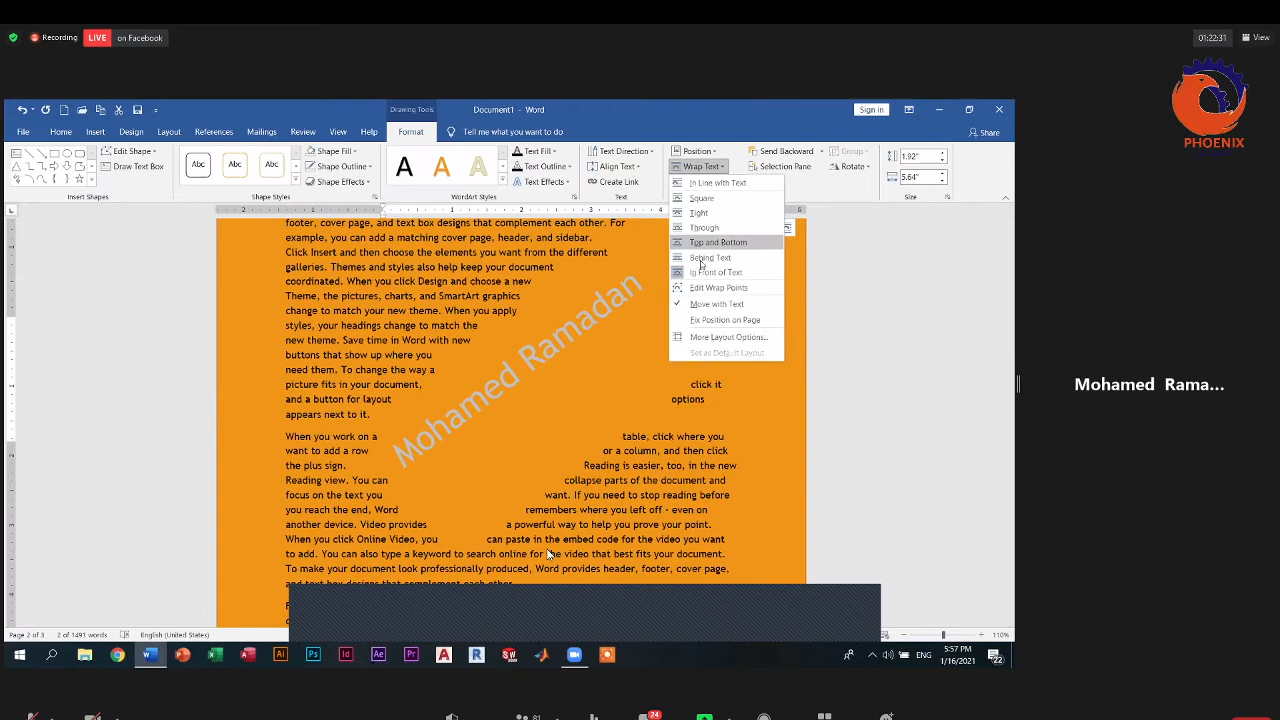 Recording
LIVE
on Facebook
01:22:31
View
PHOENIX
Drawing Tools
Document1 - Word
Sign in
File
Home
Insert
Design
Layout
References
Mailings
Review
View
Help
Format
Tell me what you want to do
Share
Edit Shape
Draw Text Box
Insert Shapes
Abc
Abc
Abc
Shape Fill
Shape Outline
Shape Effects
Shape Styles
A
A
A
WordArt Styles
Text Fill
Text Outline
Text Effects
Text Direction
Align Text
Create Link
Text
Position
Wrap Text
Send Backward
Selection Pane
Group
Rotate
1.92"
5.64"
Size
In Line with Text
Square
Tight
Through
Top and Bottom
Behind Text
In Front of Text
Edit Wrap Points
Move with Text
Fix Position on Page
More Layout Options...
Set as Default Layout
footer, cover page, and text box designs that complement each other. For
example, you can add a matching cover page, header, and sidebar.
Click Insert and then choose the elements you want from the different
galleries. Themes and styles also help keep your document
coordinated. When you click Design and choose a new
Theme, the pictures, charts, and SmartArt graphics
change to match your new theme. When you apply
styles, your headings change to match the
new theme. Save time in Word with new
buttons that show up where you
need them. To change the way a
picture fits in your document, click it
and a button for layout options
appears next to it.
When you work on a table, click where you
want to add a row or a column, and then click
the plus sign. Reading is easier, too, in the new
Reading view. You can collapse parts of the document and
focus on the text you want. If you need to stop reading before
you reach the end, Word remembers where you left off - even on
another device. Video provides a powerful way to help you prove your point.
When you click Online Video, you can paste in the embed code for the video you want
to add. You can also type a keyword to search online for the video that best fits your document.
To make your document look professionally produced, Word provides header, footer, cover page,
and text box designs that complement each other.
Mohamed Ramadan
Mohamed Rama...
Page 2 of 3
2 of 1491 words
English (United States)
110%
5:57 PM
1/16/2021
22
24
81